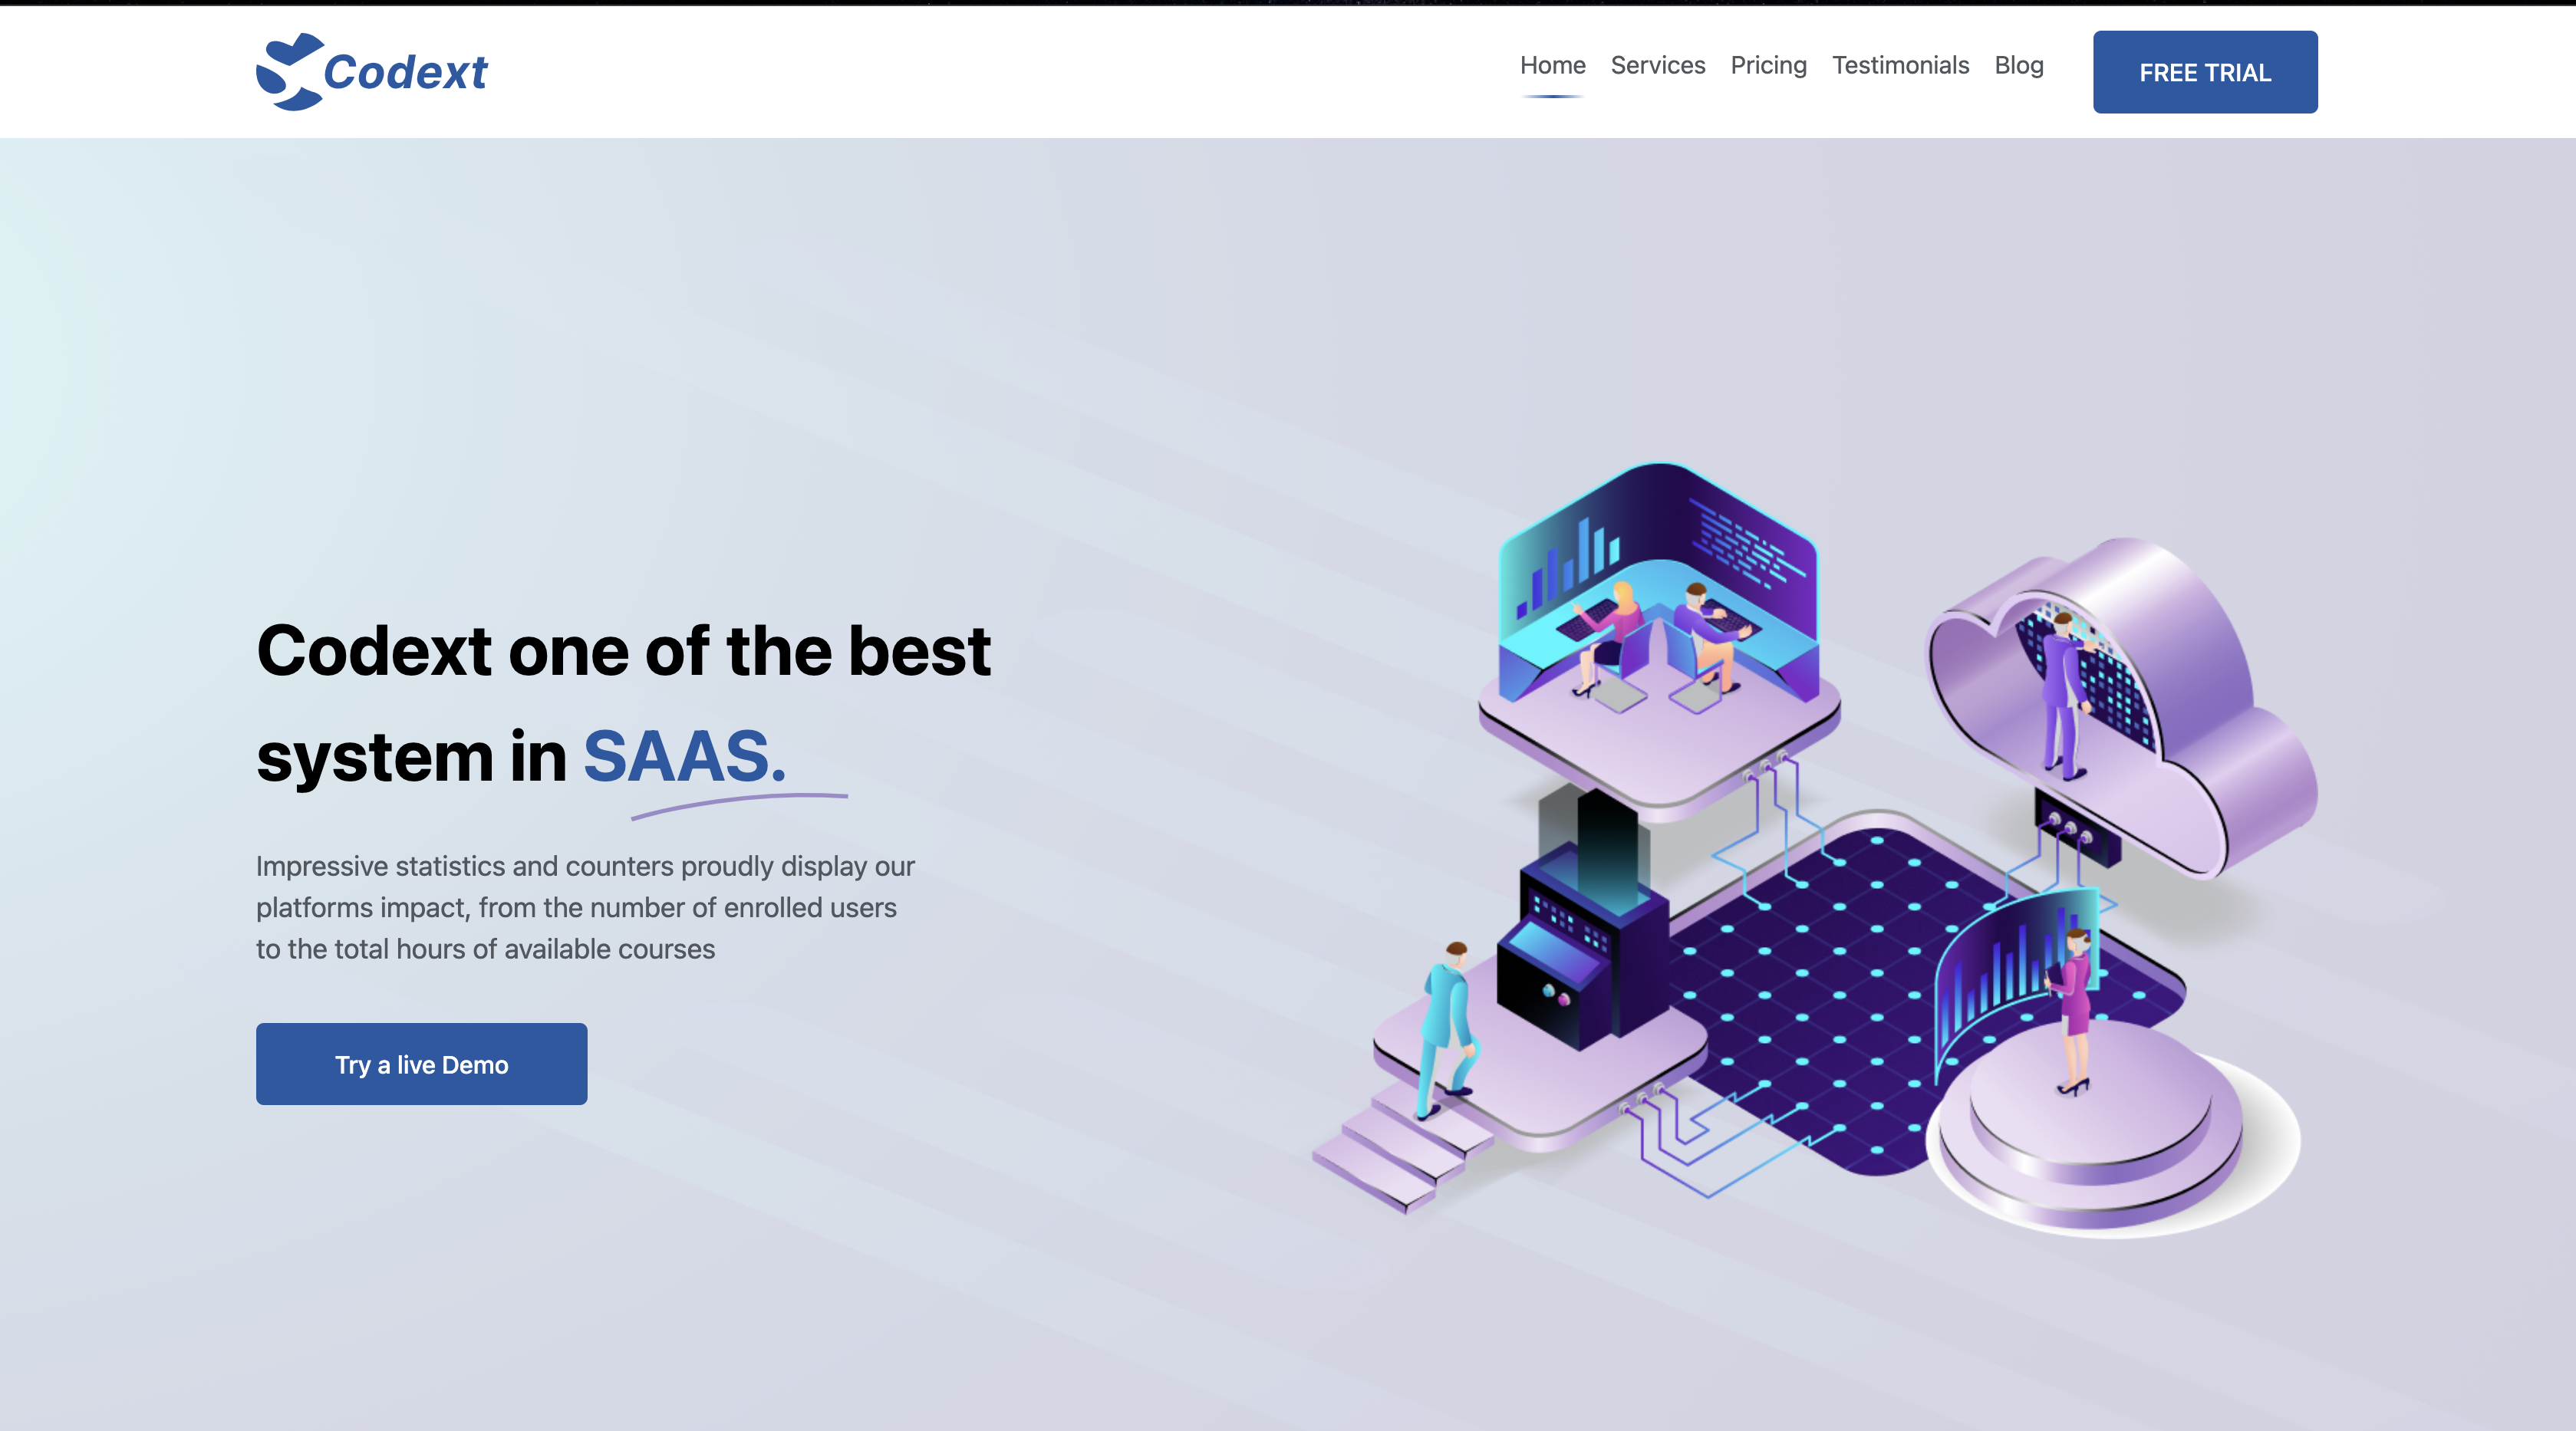 Codext
Home Services Pricing Testimonials Blog FREE TRIAL
Codext one of the best
system in SAAS.
Impressive statistics and counters proudly display our
platforms impact, from the number of enrolled users
to the total hours of available courses
Try a live Demo